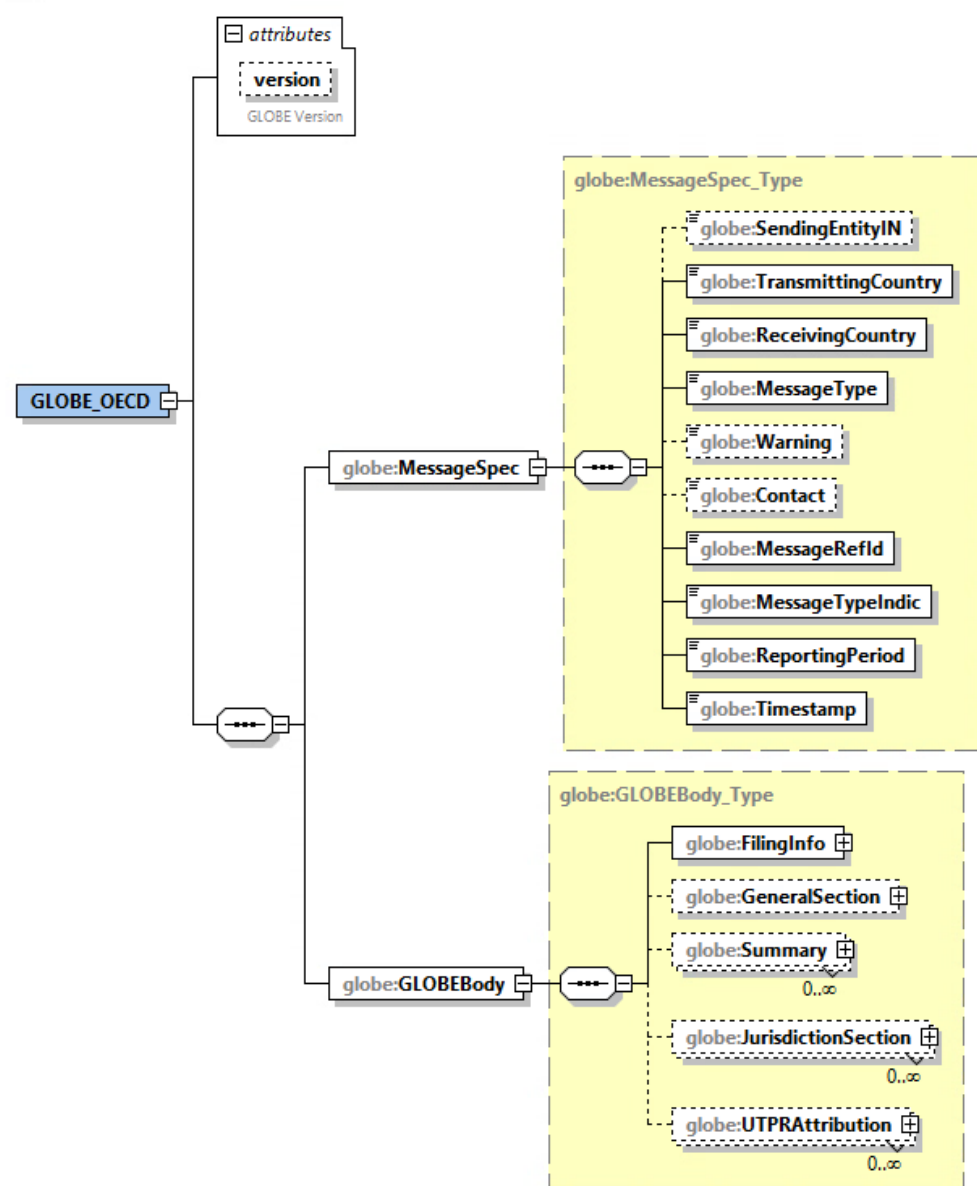 attributes
version
GLOBE Version
globe:MessageSpec_Type
globe:SendingEntityIN
globe:TransmittingCountry
globe:ReceivingCountry
globe:MessageType
GLOBE_OECD
globe:Warning
globe:MessageSpec
globe:Contact
globe:MessageRefId
globe:MessageTypeIndic
globe:ReportingPeriod
globe:Timestamp
globe:GLOBEBody_Type
globe:FilingInfo
globe:GeneralSection
globe:Summary
0..∞
globe:GLOBEBody
globe:JurisdictionSection
0..∞
globe:UTPRAttribution
0..∞